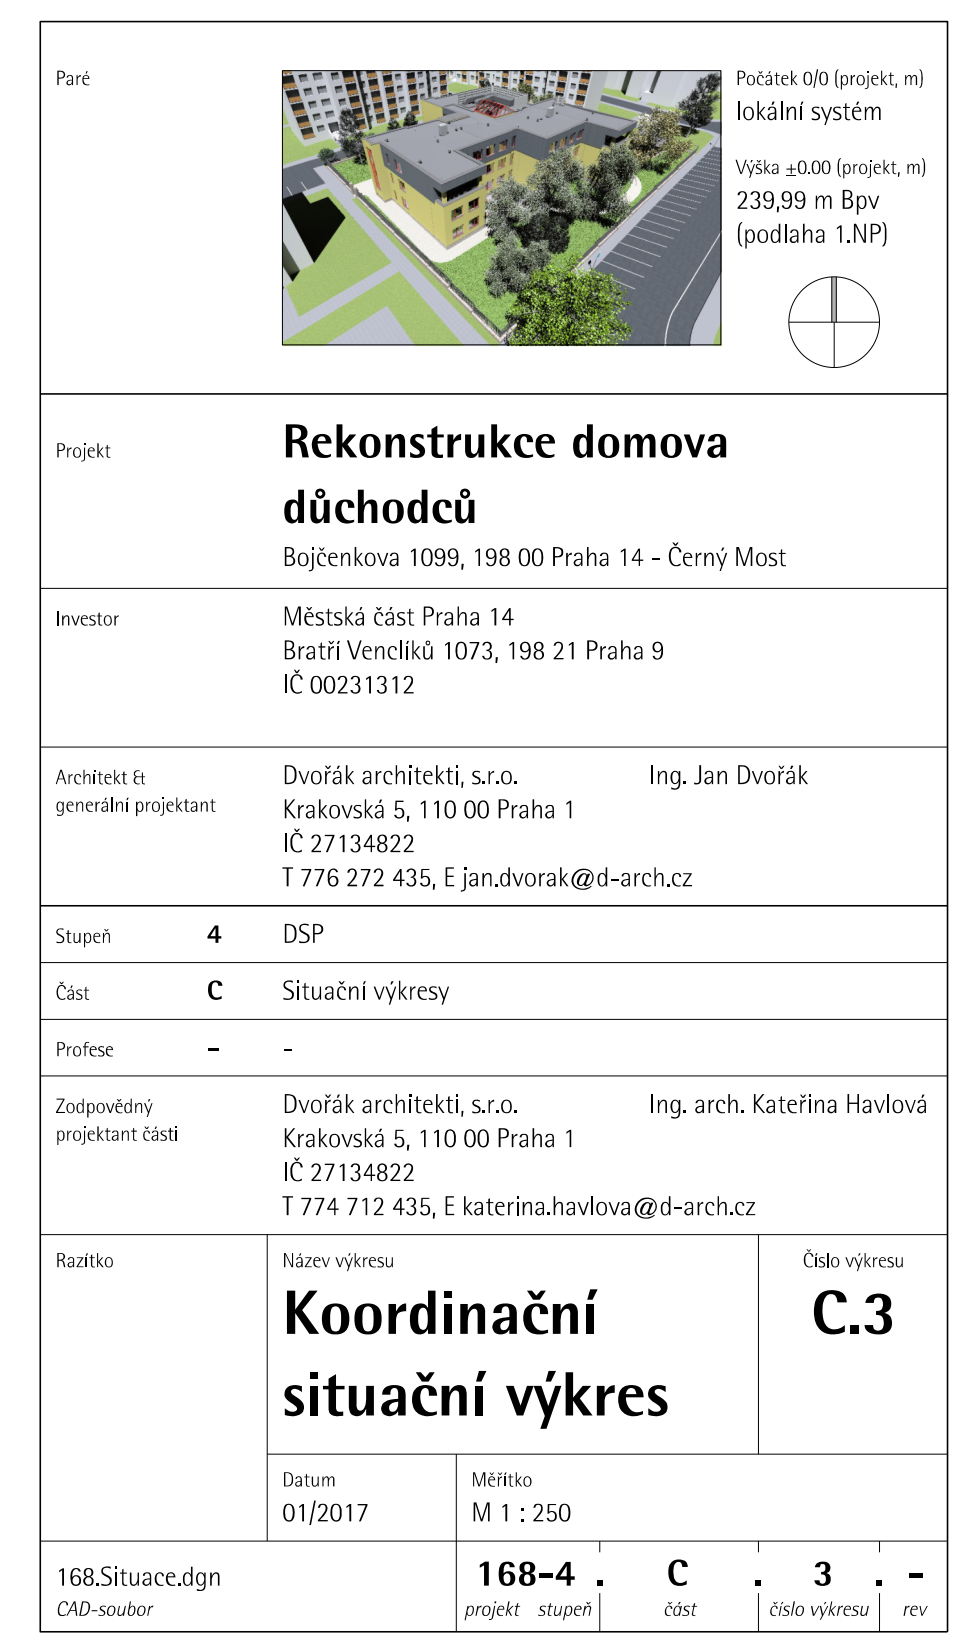 Paré
Počátek 0/0 (projekt, m)
lokální systém
Výška ±0.00 (projekt, m)
239,99 m Bpv
(podlaha 1.NP)
Projekt
Rekonstrukce domova
důchodců
Bojčenkova 1099, 198 00 Praha 14 - Černý Most
Investor
Městská část Praha 14
Bratří Venclíků 1073, 198 21 Praha 9
IČ 00231312
Architekt &
generální projektant
Dvořák architekti, s.r.o. Ing. Jan Dvořák
Krakovská 5, 110 00 Praha 1
IČ 27134822
T 776 272 435, E jan.dvorak@d-arch.cz
Stupeň 4 DSP
Část C Situační výkresy
Profese - -
Zodpovědný
projektant části
Dvořák architekti, s.r.o. Ing. arch. Kateřina Havlová
Krakovská 5, 110 00 Praha 1
IČ 27134822
T 774 712 435, E katerina.havlova@d-arch.cz
Razítko
Název výkresu
Koordinační
situační výkres
Číslo výkresu
C.3
Datum
01/2017
Měřítko
M 1 : 250
168.Situace.dgn
CAD-soubor
168-4 . C . 3 . -
projekt stupeň část číslo výkresu rev